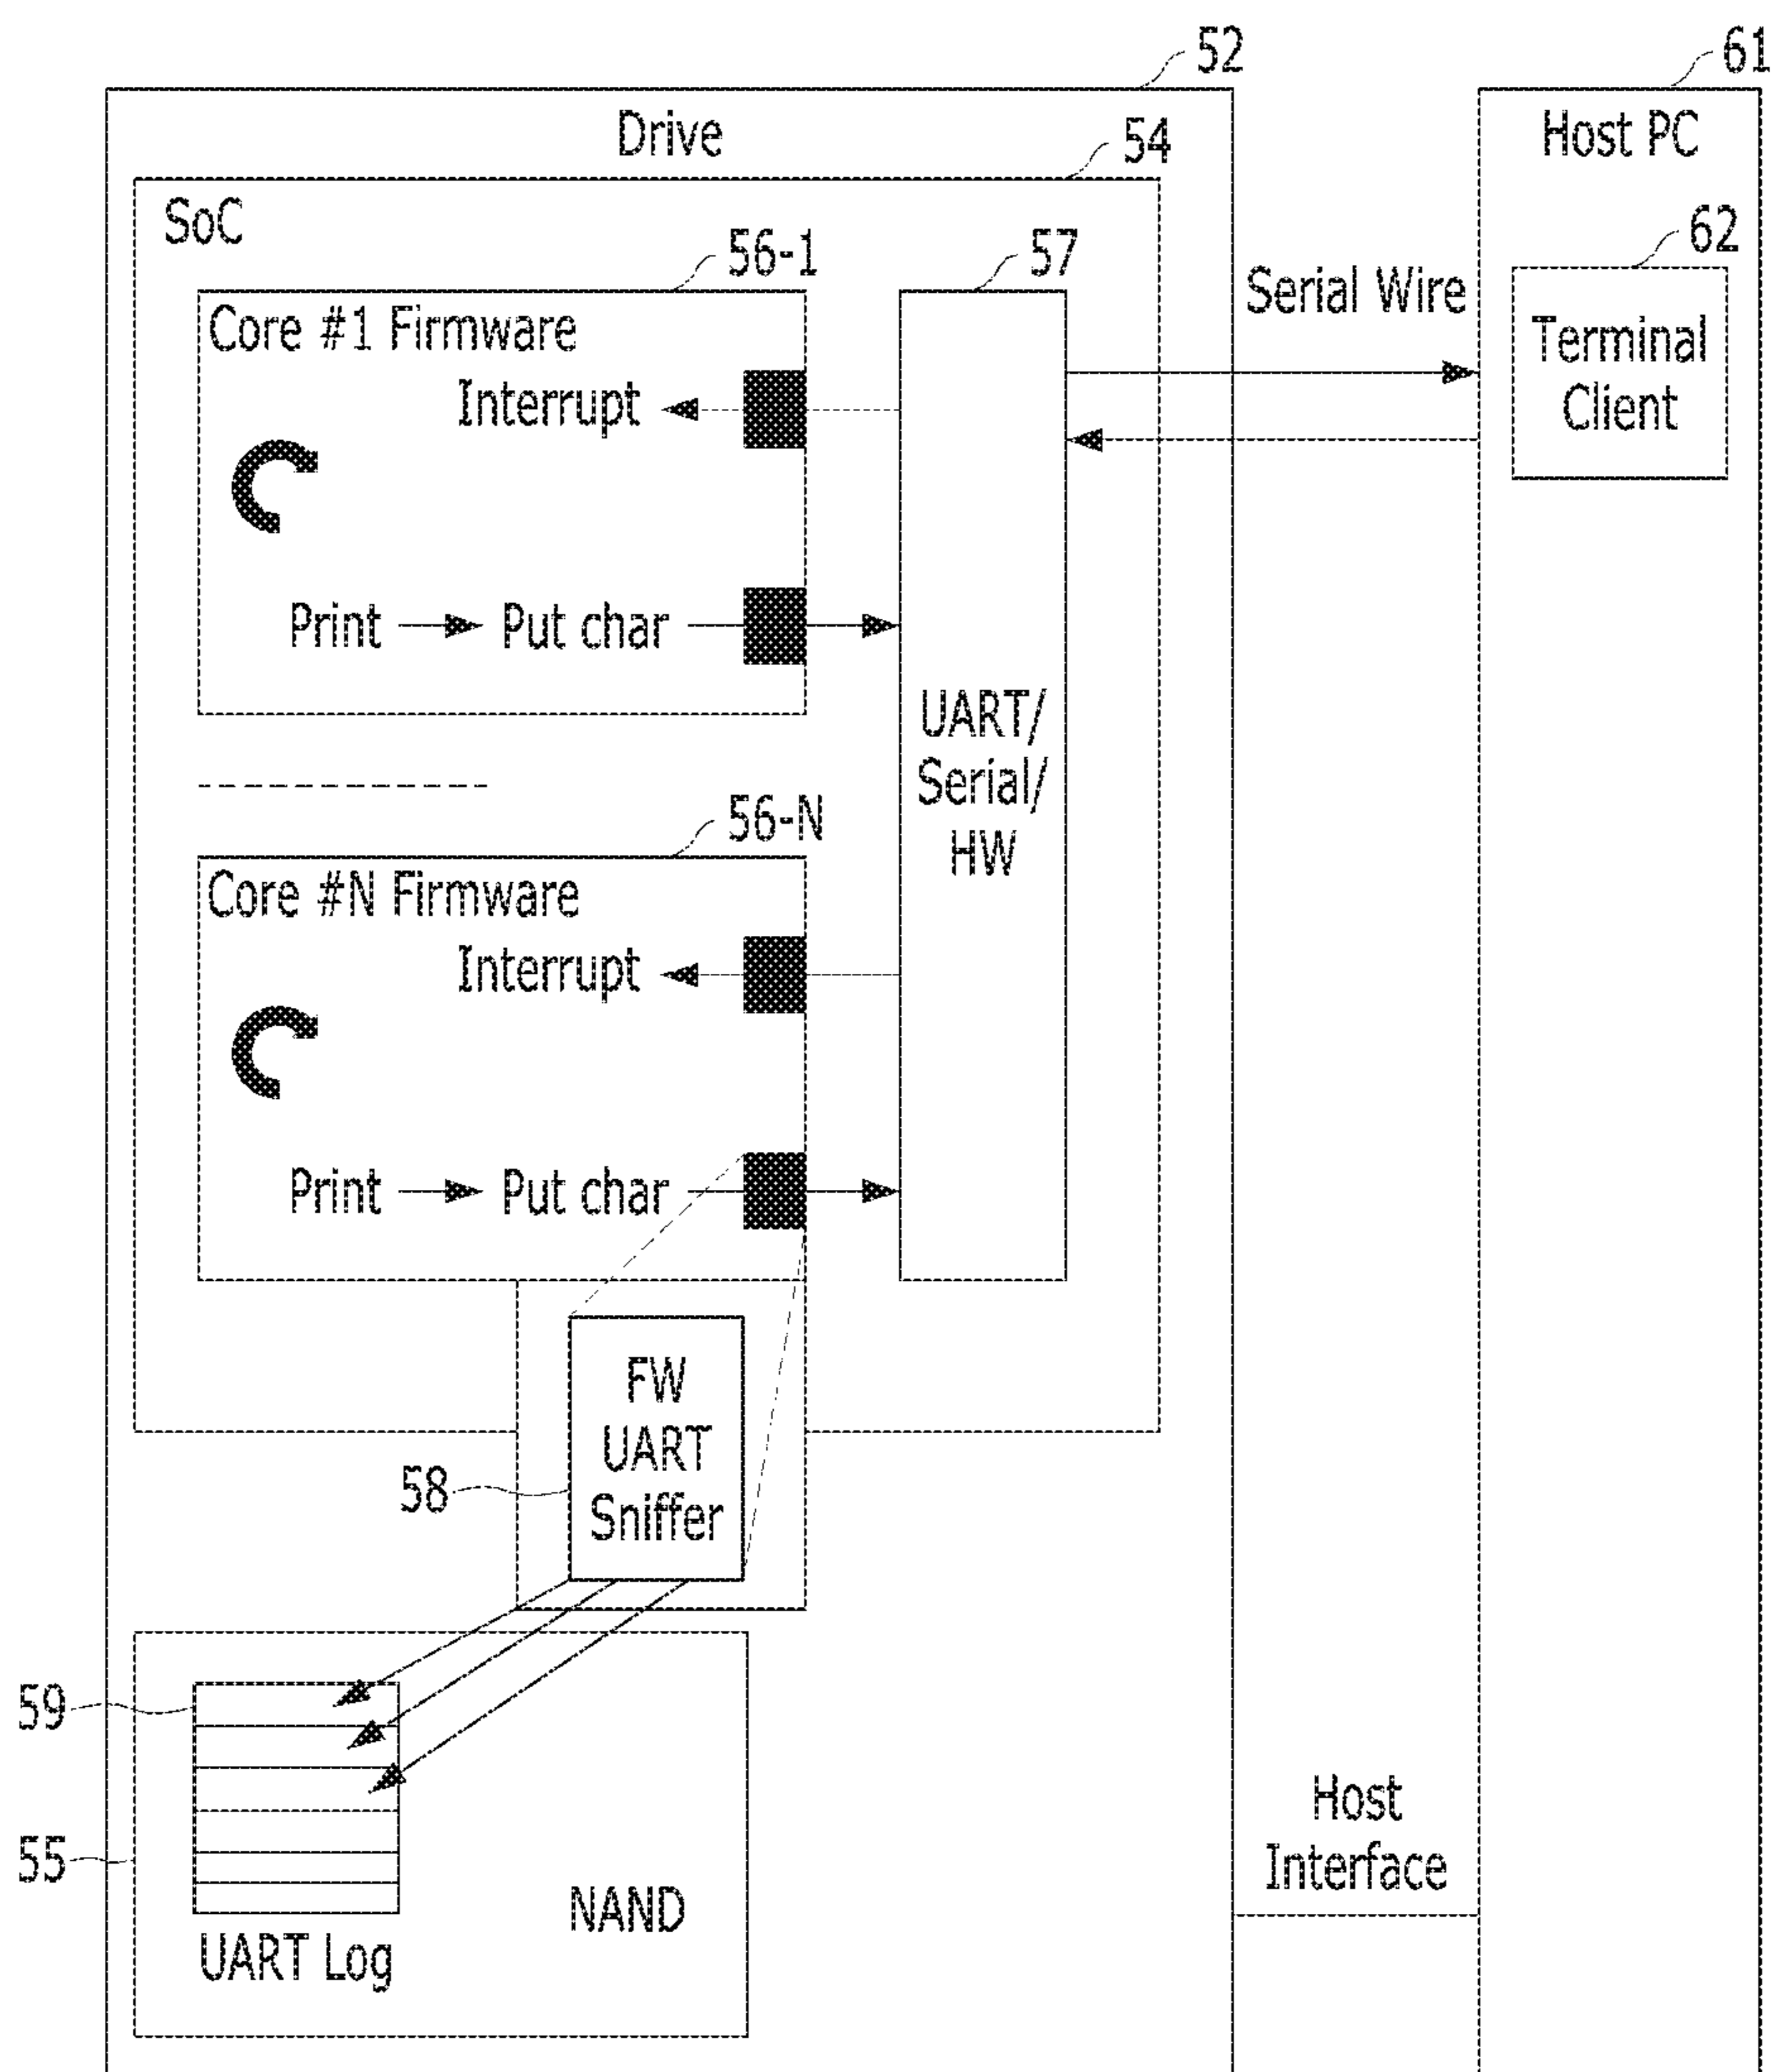 52
61
Drive
Host PC
54
SoC
62
56-1
57
Serial Wire
Core #1 Firmware
Terminal
Client
Interrupt
Print
Put char
UART/
Serial/
HW
56-N
Core #N Firmware
Interrupt
Print
Put char
FW
UART
Sniffer
58
59
55
Host
Interface
NAND
UART Log